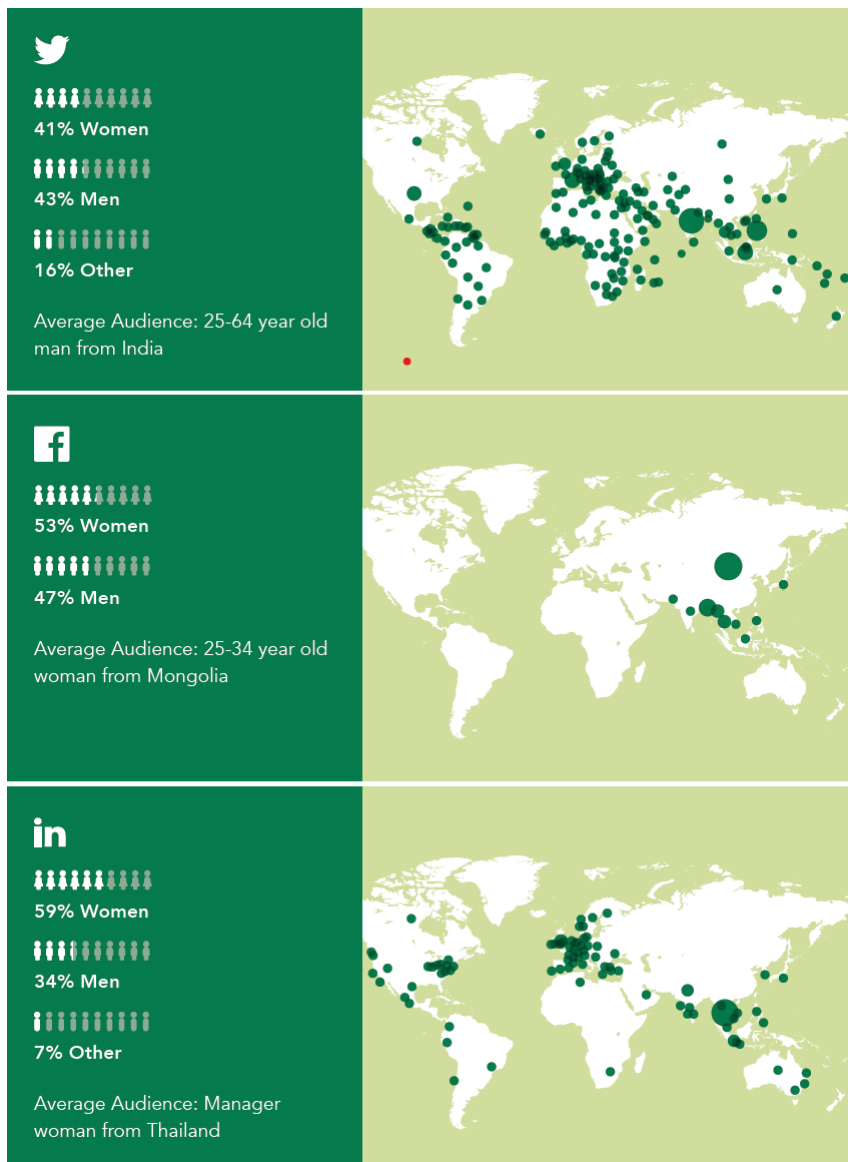 41% Women
43% Men
16% Other
Average Audience: 25-64 year old
man from India
f
53% Women
47% Men
Average Audience: 25-34 year old
woman from Mongolia
in
59% Women
34% Men
7% Other
Average Audience: Manager
woman from Thailand